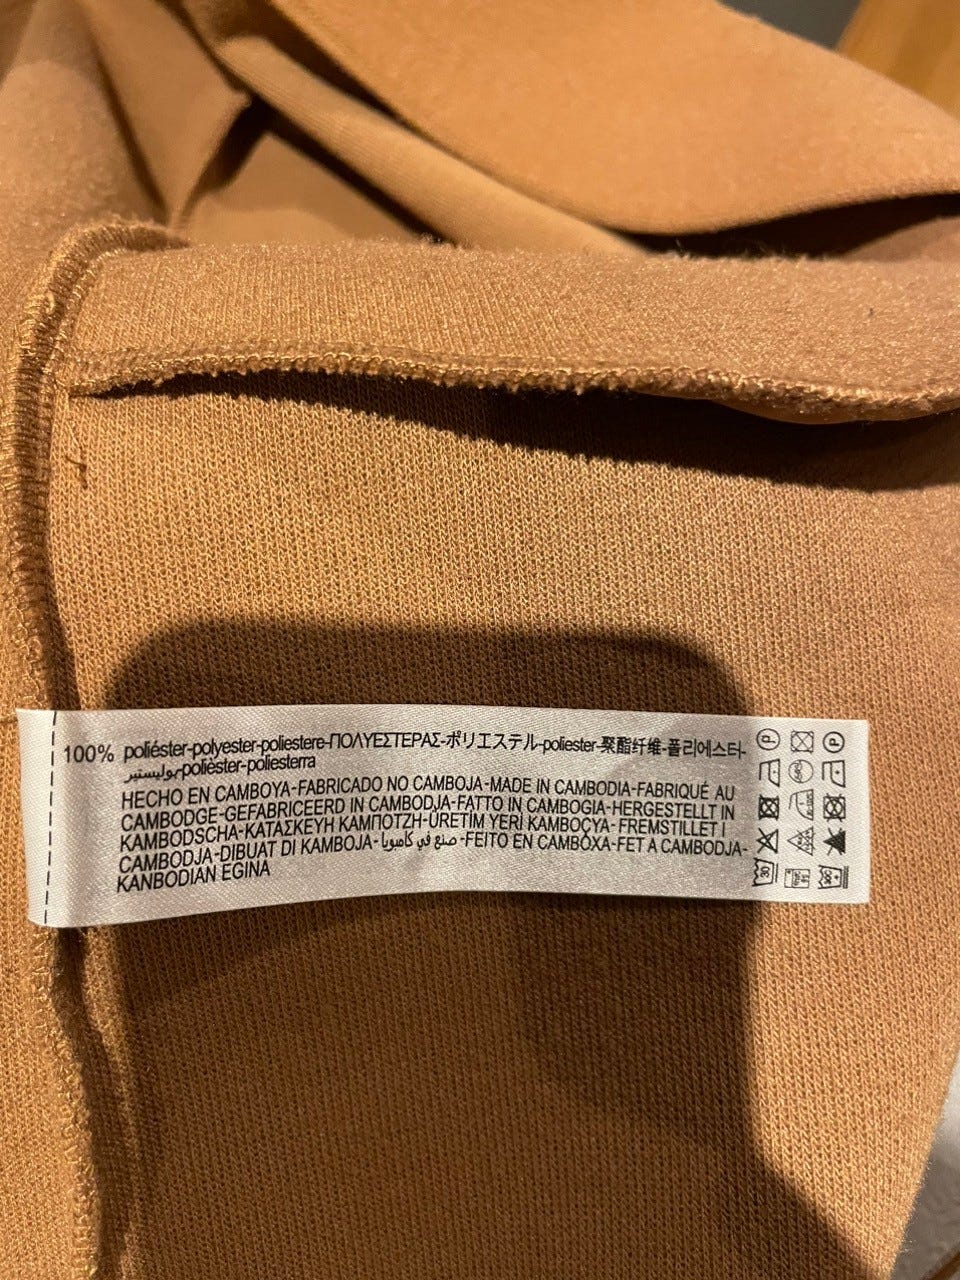 100% poliéster-polyester-poliestere-ΠΟΛΥΕΣΤΕΡΑΣ-ポリエステル-poliester-聚酯纤维-폴리에스터-
بوليستير-polièster-poliesterra
HECHO EN CAMBOYA-FABRICADO NO CAMBOJA-MADE IN CAMBODIA-FABRIQUÉ AU
CAMBODGE-GEFABRICEERD IN CAMBODJA-FATTO IN CAMBOGIA-HERGESTELLT IN
KAMBODSCHA-ΚΑΤΑΣΚΕΥΗ ΚΑΜΠΟΤΖΗ-ÜRETİM YERİ KAMBOÇYA- FREMSTILLET I
CAMBODJA-DIBUAT DI KAMBOJA-صنع في كامبوديا-FEITO EN CAMBOXA-FET A CAMBODJA-
KANBODIAN EGINA
P P
30